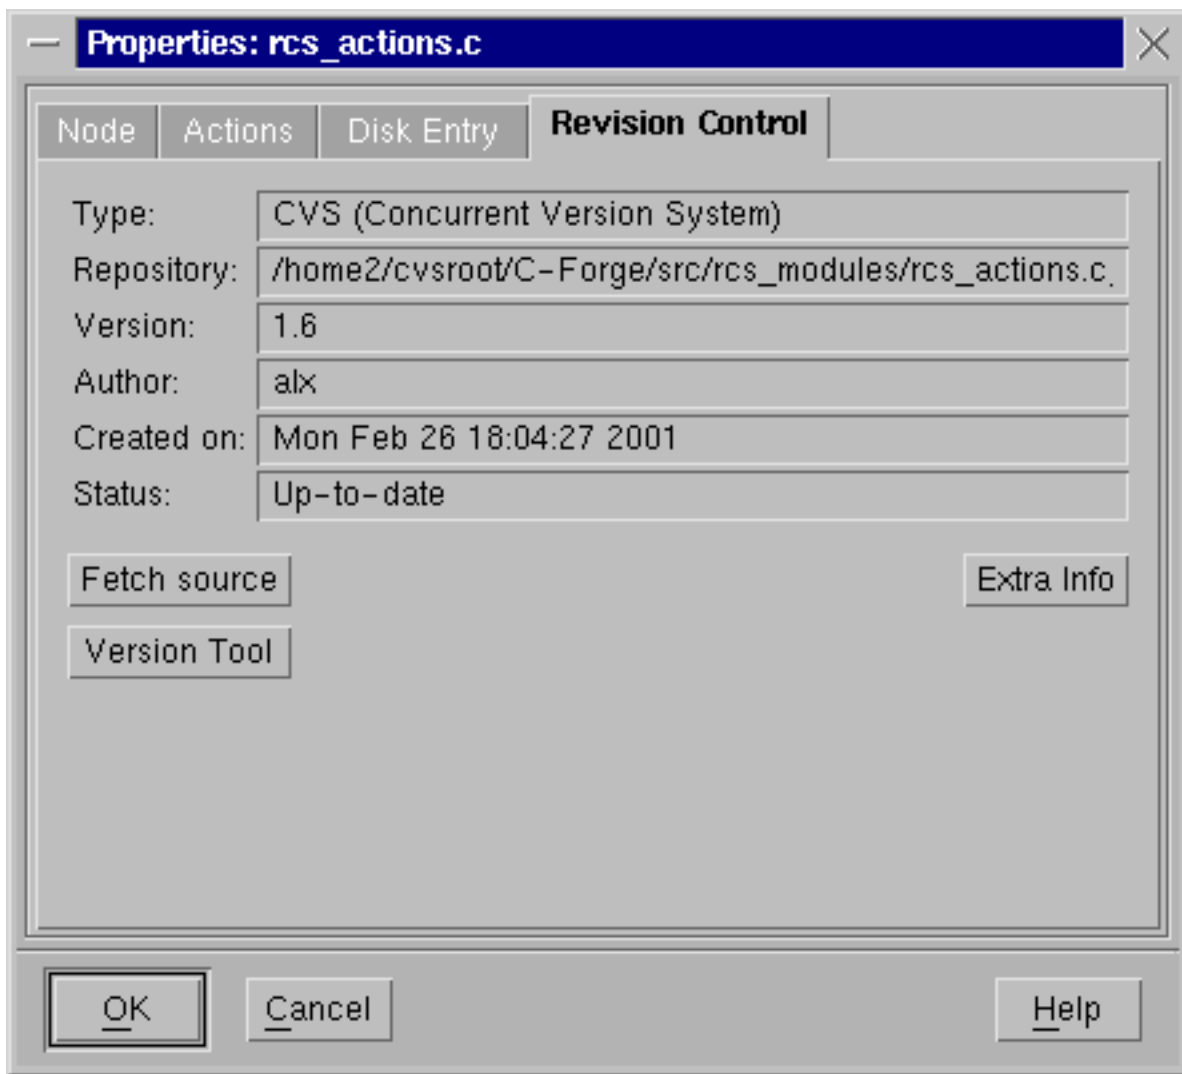 Properties: rcs_actions.c
Node Actions Disk Entry Revision Control
Type: CVS (Concurrent Version System)
Repository: /home2/cvsroot/C-Forge/src/rcs_modules/rcs_actions.c
Version: 1.6
Author: alx
Created on: Mon Feb 26 18:04:27 2001
Status: Up-to-date
Fetch source Extra Info
Version Tool
OK Cancel Help